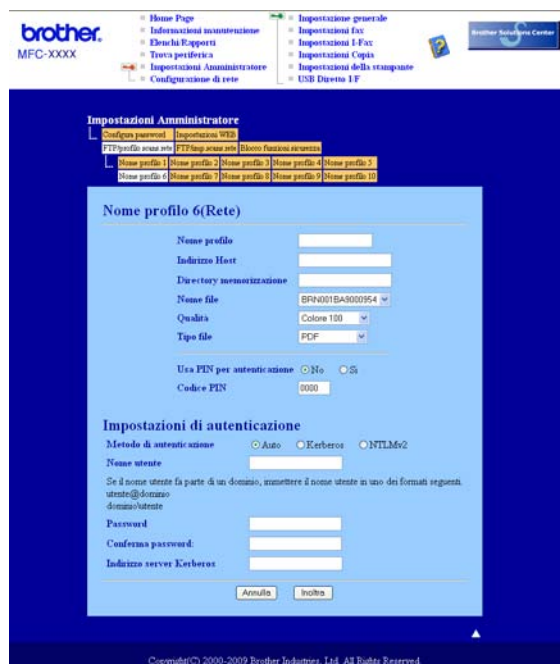 brother.
MFC-XXXX
Home Page
Informazioni manutenzione
Elenchi/Rapporti
Trova periferica
Impostazioni Amministratore
Configurazione di rete
Impostazione generale
Impostazioni fax
Impostazioni I-Fax
Impostazioni Copia
Impostazioni della stampante
USB Diretto I/F
Brother Solutions Center
Impostazioni Amministratore
Configura password Impostazioni WEB
FTP/profilo scans.rete FTP/imp.scans.rete Blocco funzioni sicurezza
Nome profilo 1 Nome profilo 2 Nome profilo 3 Nome profilo 4 Nome profilo 5
Nome profilo 6 Nome profilo 7 Nome profilo 8 Nome profilo 9 Nome profilo 10
Nome profilo 6(Rete)
Nome profilo
Indirizzo Host
Directory memorizzazione
Nome file BRN001BA9000954
Qualità Colore 100
Tipo file PDF
Usa PIN per autenticazione No Sì
Codice PIN 0000
Impostazioni di autenticazione
Metodo di autenticazione Auto Kerberos NTLMv2
Nome utente
Se il nome utente fa parte di un dominio, immettere il nome utente in uno dei formati seguenti.
utente@dominio
dominio\utente
Password
Conferma password:
Indirizzo server Kerberos
Annulla Inoltra
Copyright(C) 2000-2009 Brother Industries, Ltd. All Rights Reserved.